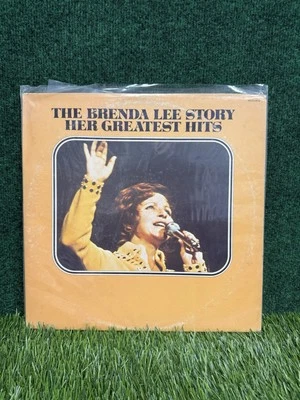 THE BRENDA LEE STORY
HER GREATEST HITS